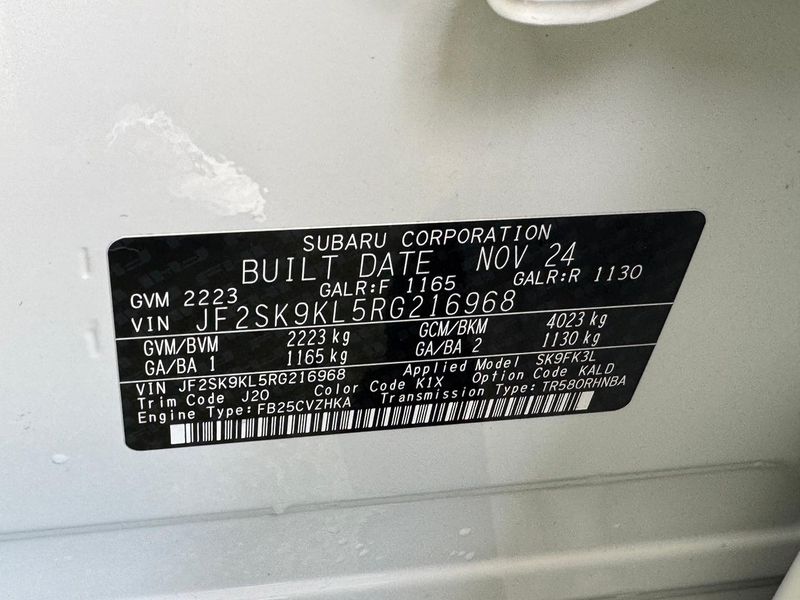 SUBARU CORPORATION
BUILT DATE NOV 24
GVM 2223 GALR:F 1165 GALR:R 1130
VIN JF2SK9KL5RG216968
GVM/BVM 2223 kg GCM/BKM 4023 kg
GA/BA 1 1165 kg GA/BA 2 1130 kg
VIN JF2SK9KL5RG216968 Applied Model SK9FK3L
Trim Code J20 Color Code K1X Option Code KALD
Engine Type:FB25CVZHKA Transmission Type:TR580RHNBA